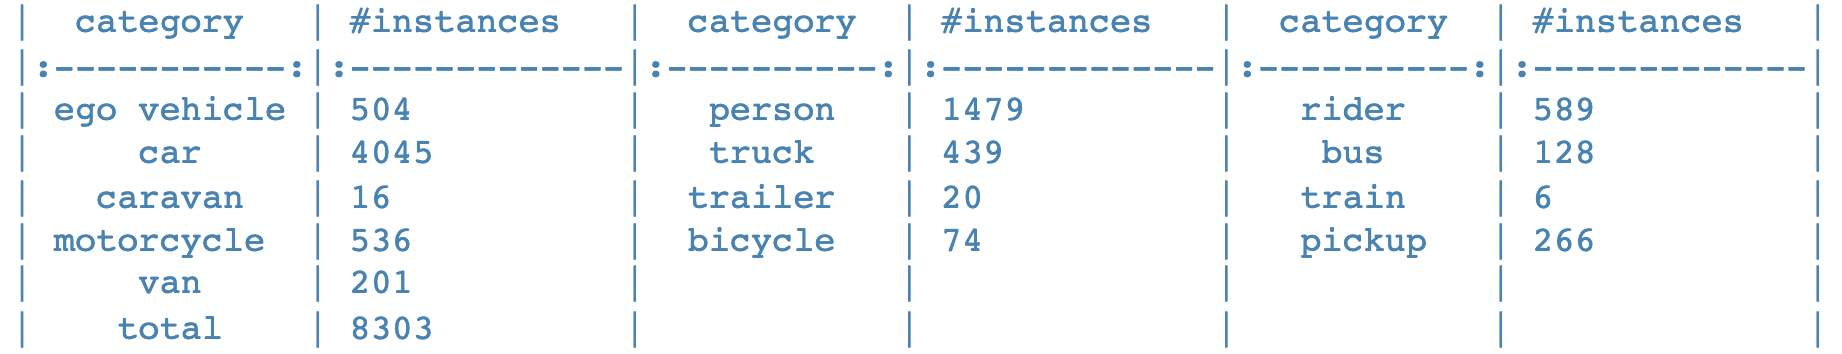 |   category   | #instances   |  category  | #instances   |  category  | #instances   |
|:-----------:|:-------------|:----------:|:-------------|:----------:|:-------------|
| ego vehicle | 504          |   person   | 1479         |   rider    | 589          |
|     car     | 4045         |   truck    | 439          |    bus     | 128          |
|   caravan   | 16           |  trailer   | 20           |   train    | 6            |
| motorcycle  | 536          |  bicycle   | 74           |   pickup   | 266          |
|     van     | 201          |            |              |            |              |
|    total    | 8303         |            |              |            |              |